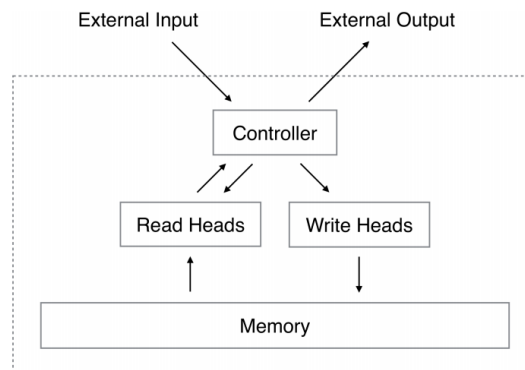 External Input
External Output
Controller
Read Heads
Write Heads
Memory